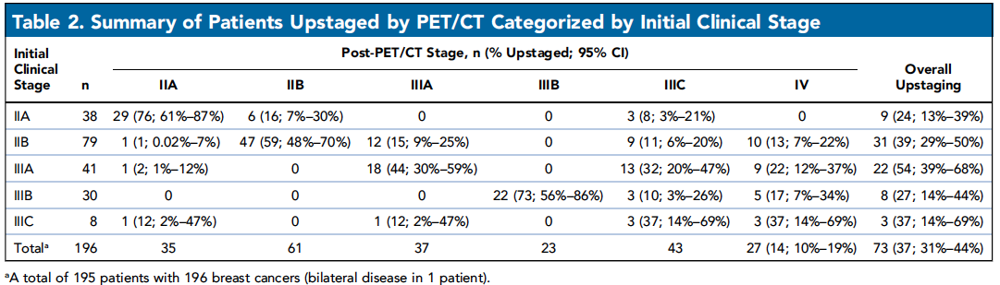 Table 2. Summary of Patients Upstaged by PET/CT Categorized by Initial Clinical Stage
Initial Clinical Stage n Post-PET/CT Stage, n (% Upstaged; 95% CI) Overall Upstaging
IIA IIB IIIA IIIB IIIC IV
IIA 38 29 (76; 61%–87%) 6 (16; 7%–30%) 0 0 3 (8; 3%–21%) 0 9 (24; 13%–39%)
IIB 79 1 (1; 0.02%–7%) 47 (59; 48%–70%) 12 (15; 9%–25%) 0 9 (11; 6%–20%) 10 (13; 7%–22%) 31 (39; 29%–50%)
IIIA 41 1 (2; 1%–12%) 0 18 (44; 30%–59%) 0 13 (32; 20%–47%) 9 (22; 12%–37%) 22 (54; 39%–68%)
IIIB 30 0 0 0 22 (73; 56%–86%) 3 (10; 3%–26%) 5 (17; 7%–34%) 8 (27; 14%–44%)
IIIC 8 1 (12; 2%–47%) 0 1 (12; 2%–47%) 0 3 (37; 14%–69%) 3 (37; 14%–69%) 3 (37; 14%–69%)
Totalᵃ 196 35 61 37 23 43 27 (14; 10%–19%) 73 (37; 31%–44%)
ᵃA total of 195 patients with 196 breast cancers (bilateral disease in 1 patient).